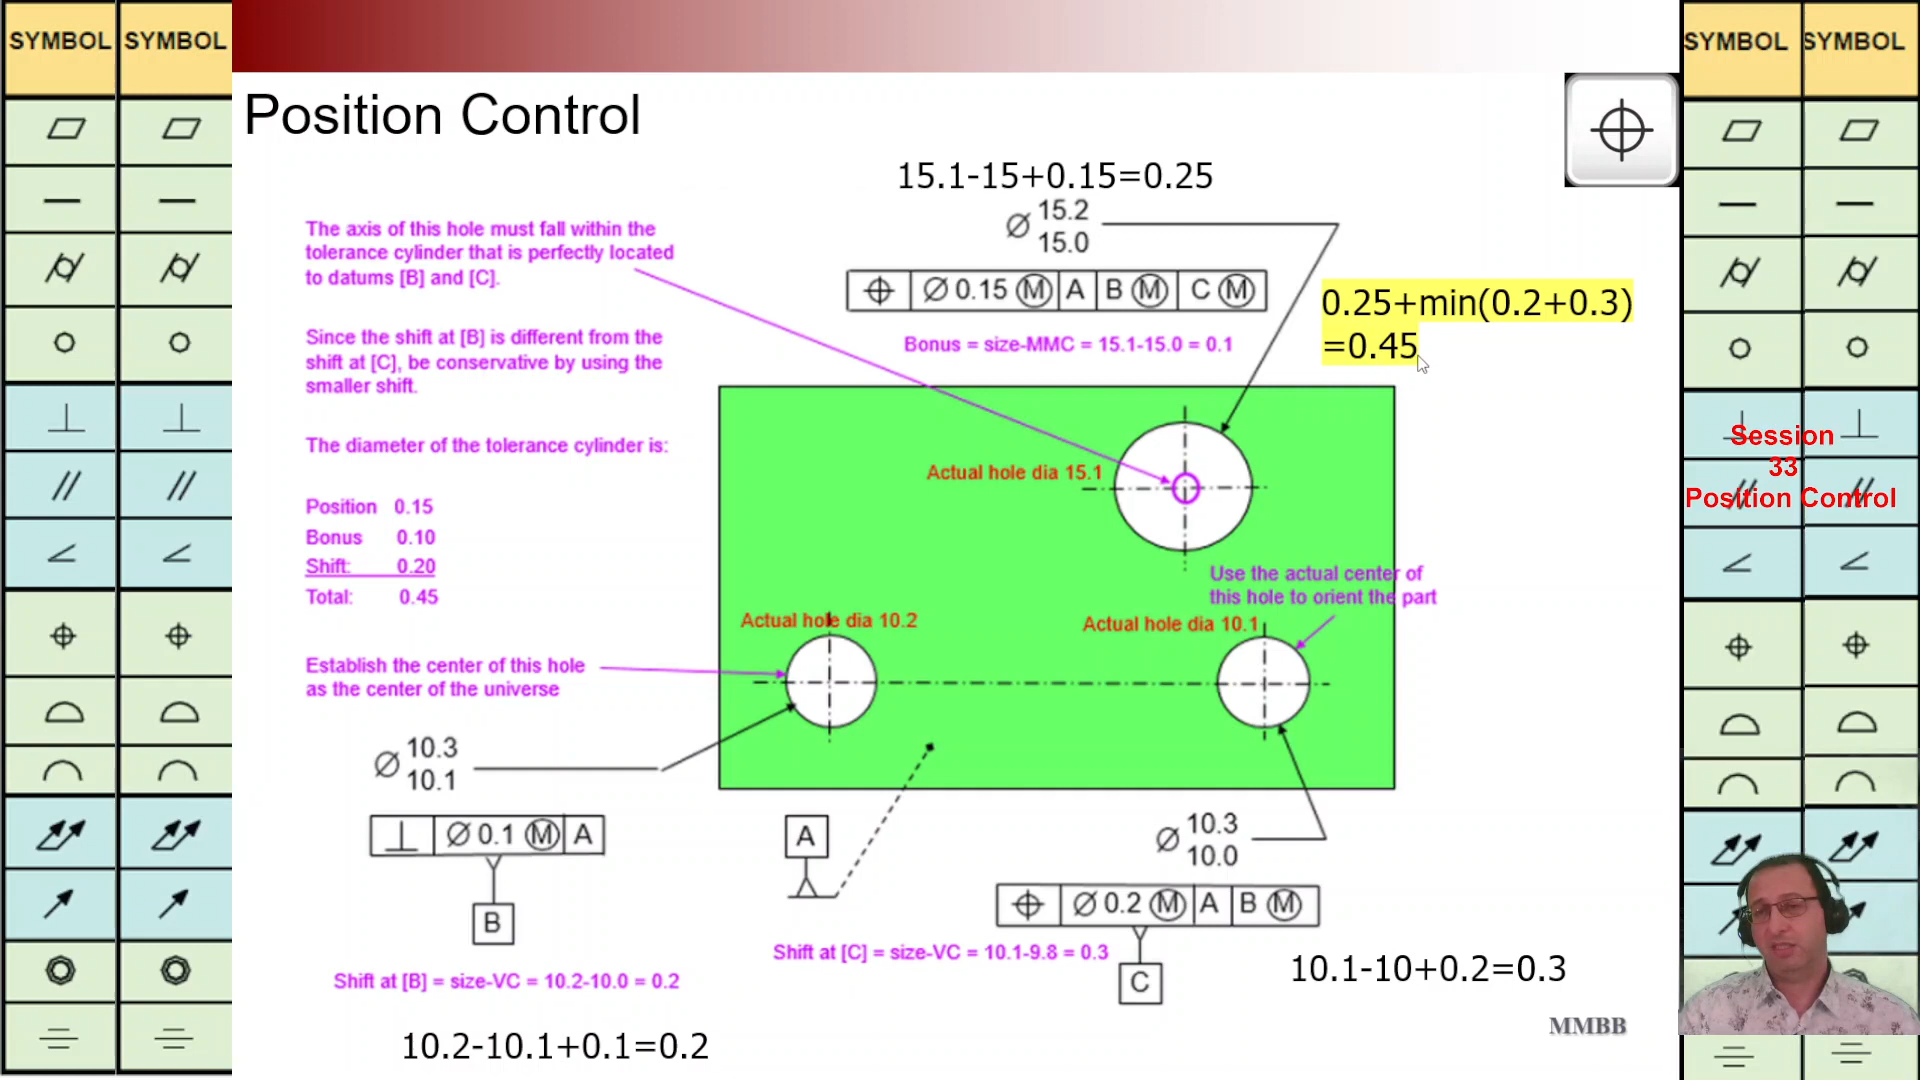 SYMBOL SYMBOL
SYMBOL SYMBOL
Position Control
15.1-15+0.15=0.25
Ø 15.2
15.0
The axis of this hole must fall within the
tolerance cylinder that is perfectly located
to datums [B] and [C].
⌖ Ø 0.15 Ⓜ A B Ⓜ C Ⓜ
0.25+min(0.2+0.3)
=0.45
Since the shift at [B] is different from the
shift at [C], be conservative by using the
smaller shift.
Bonus = size-MMC = 15.1-15.0 = 0.1
The diameter of the tolerance cylinder is:
Actual hole dia 15.1
Session
33
Position Control
Position 0.15
Bonus 0.10
Shift: 0.20
Total: 0.45
Use the actual center of
this hole to orient the part
Actual hole dia 10.2
Actual hole dia 10.1
Establish the center of this hole
as the center of the universe
Ø 10.3
10.1
⟂ Ø 0.1 Ⓜ A
B
A
Ø 10.3
10.0
⌖ Ø 0.2 Ⓜ A B Ⓜ
C
Shift at [C] = size-VC = 10.1-9.8 = 0.3
10.1-10+0.2=0.3
Shift at [B] = size-VC = 10.2-10.0 = 0.2
MMBB
10.2-10.1+0.1=0.2